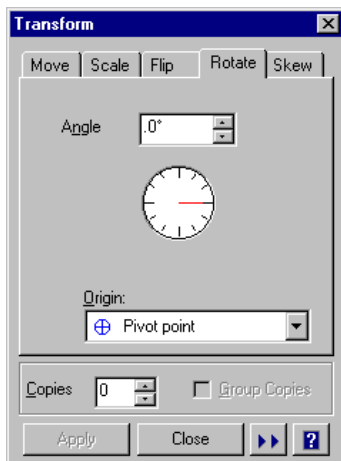 Transform
Move Scale Flip Rotate Skew
Angle .0°
Origin:
Pivot point
Copies 0 Group Copies
Apply Close ?